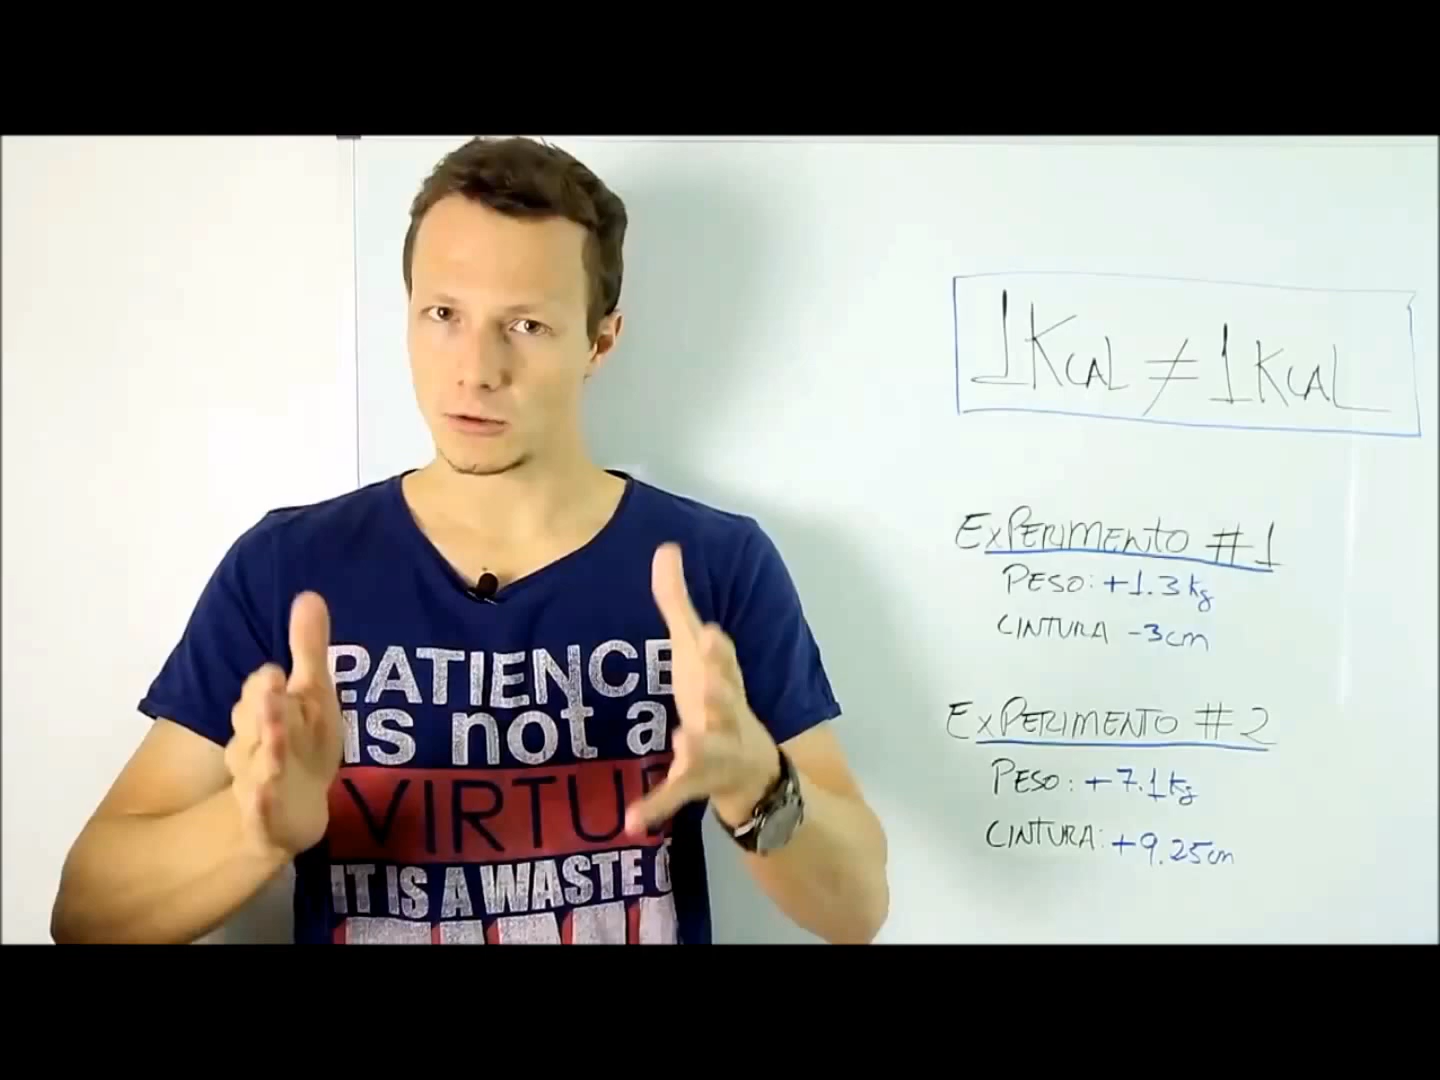 PATIENCE
is not a
VIRTUE
IT IS A WASTE O
1KCAL ≠ 1KCAL
EXPERIMENTO #1
PESO: +1.3kg
CINTURA -3cm
EXPERIMENTO #2
PESO: +7.1kg
CINTURA: +9.25cm